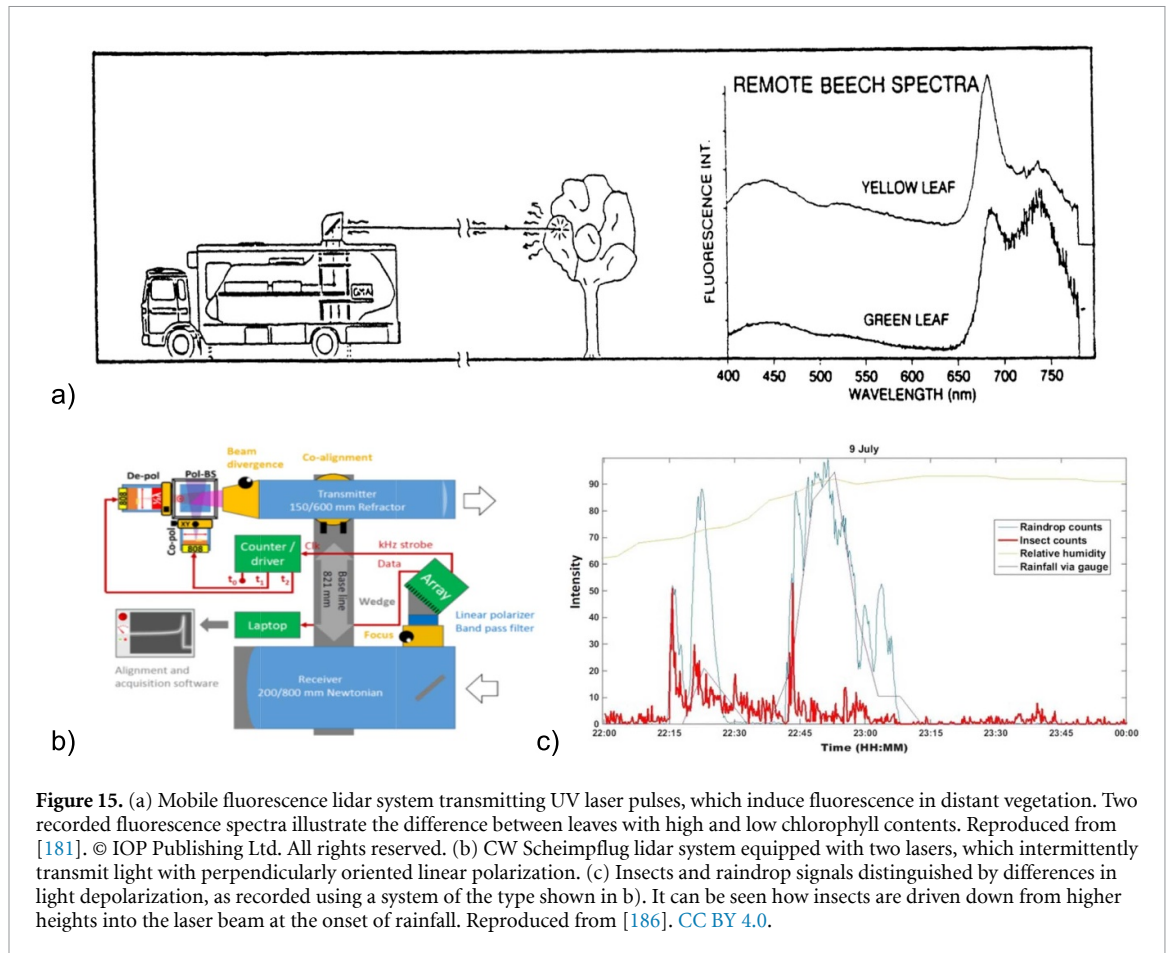 REMOTE BEECH SPECTRA
FLUORESCENCE INT.
YELLOW LEAF
GREEN LEAF
GMA
400 450 500 550 600 650 700 750
WAVELENGTH (nm)
a)
Beam
divergence
Co-alignment
De-pol
Pol-BS
808
½λ
Transmitter
150/600 mm Refractor
XY
Co-pol
808
Counter /
driver
Clk
kHz strobe
Data
t0 t1 t2
Array
Base line
821 mm
Wedge
Linear polarizer
Band pass filter
Laptop
Focus
Alignment and
acquisition software
Receiver
200/800 mm Newtonian
b)
9 July
Intensity
90
80
70
60
50
40
30
20
10
0
Raindrop counts
Insect counts
Relative humidity
Rainfall via gauge
22:00 22:15 22:30 22:45 23:00 23:15 23:30 23:45 00:00
Time (HH:MM)
c)
Figure 15. (a) Mobile fluorescence lidar system transmitting UV laser pulses, which induce fluorescence in distant vegetation. Two
recorded fluorescence spectra illustrate the difference between leaves with high and low chlorophyll contents. Reproduced from
[181]. © IOP Publishing Ltd. All rights reserved. (b) CW Scheimpflug lidar system equipped with two lasers, which intermittently
transmit light with perpendicularly oriented linear polarization. (c) Insects and raindrop signals distinguished by differences in
light depolarization, as recorded using a system of the type shown in b). It can be seen how insects are driven down from higher
heights into the laser beam at the onset of rainfall. Reproduced from [186]. CC BY 4.0.